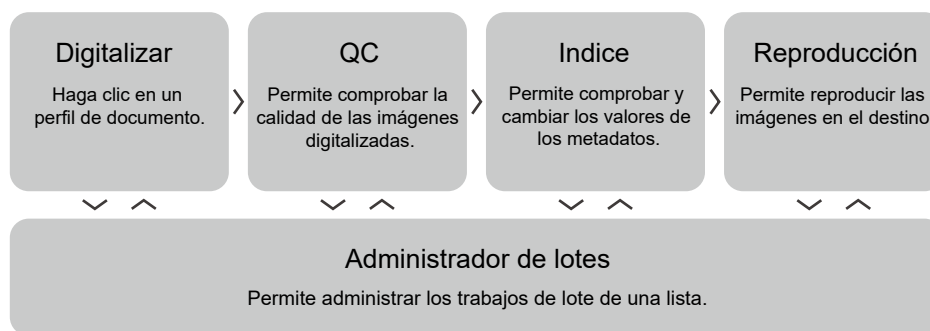 Digitalizar
Haga clic en un
perfil de documento.
QC
Permite comprobar la
calidad de las imágenes
digitalizadas.
Indice
Permite comprobar y
cambiar los valores de
los metadatos.
Reproducción
Permite reproducir las
imágenes en el destino
Administrador de lotes
Permite administrar los trabajos de lote de una lista.